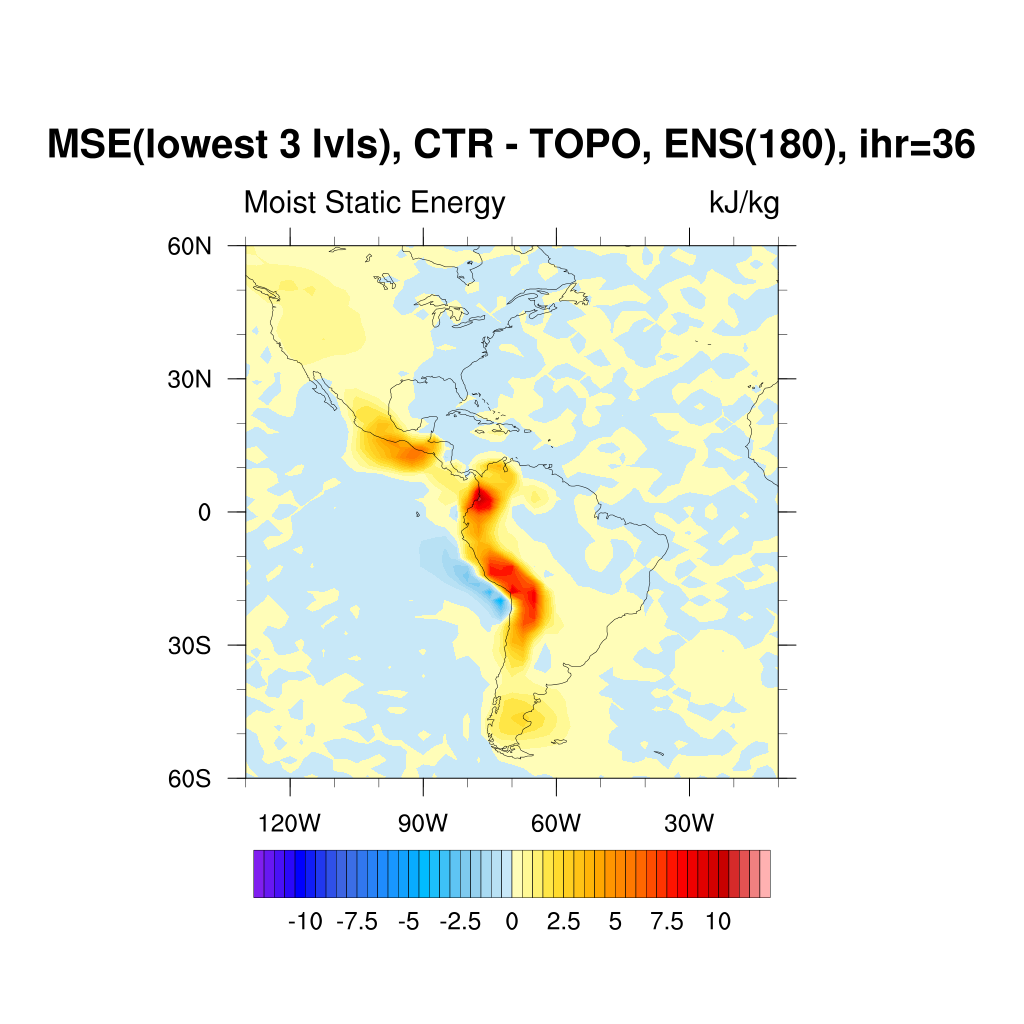 MSE(lowest 3 lvls), CTR - TOPO, ENS(180), ihr=36
Moist Static Energy kJ/kg
60N
30N
0
30S
60S
120W 90W 60W 30W
-10 -7.5 -5 -2.5 0 2.5 5 7.5 10